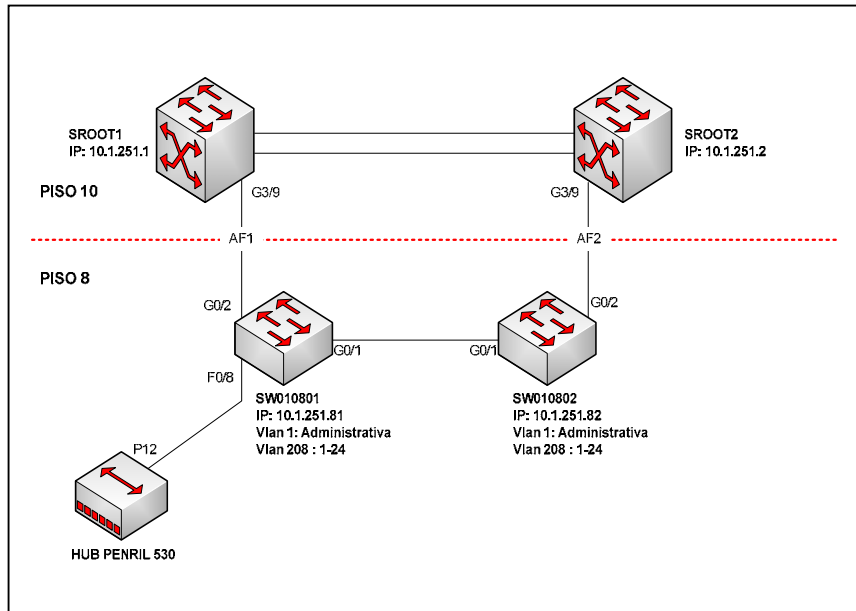 SROOT1
IP: 10.1.251.1
SROOT2
IP: 10.1.251.2
PISO 10
G3/9
G3/9
AF1
AF2
PISO 8
G0/2
G0/2
G0/1
G0/1
F0/8
SW010801
IP: 10.1.251.81
Vlan 1: Administrativa
Vlan 208 : 1-24
SW010802
IP: 10.1.251.82
Vlan 1: Administrativa
Vlan 208 : 1-24
P12
HUB PENRIL 530